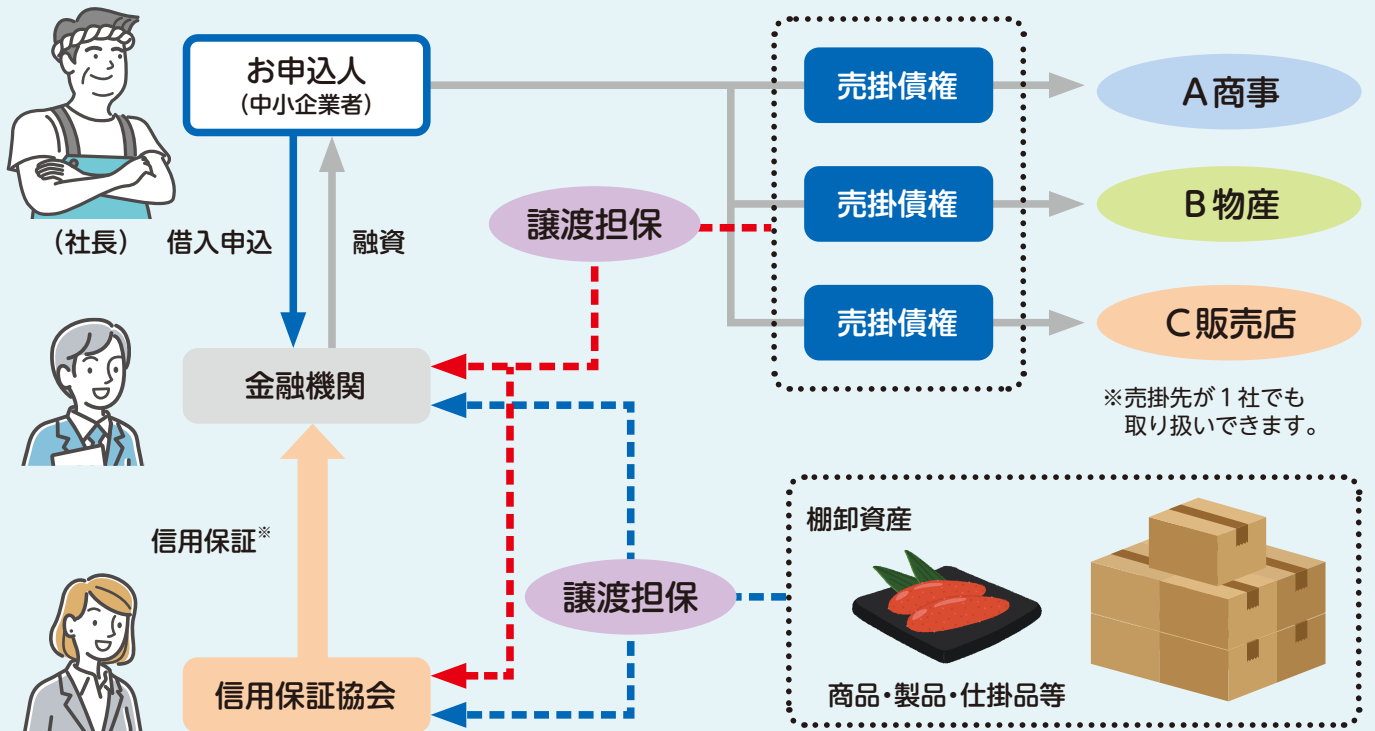 お申込人
(中小企業者)
売掛債権
A商事
売掛債権
B物産
譲渡担保
(社長)
借入申込
融資
売掛債権
C販売店
金融機関
※売掛先が1社でも
取り扱いできます。
信用保証※
棚卸資産
譲渡担保
信用保証協会
商品・製品・仕掛品等